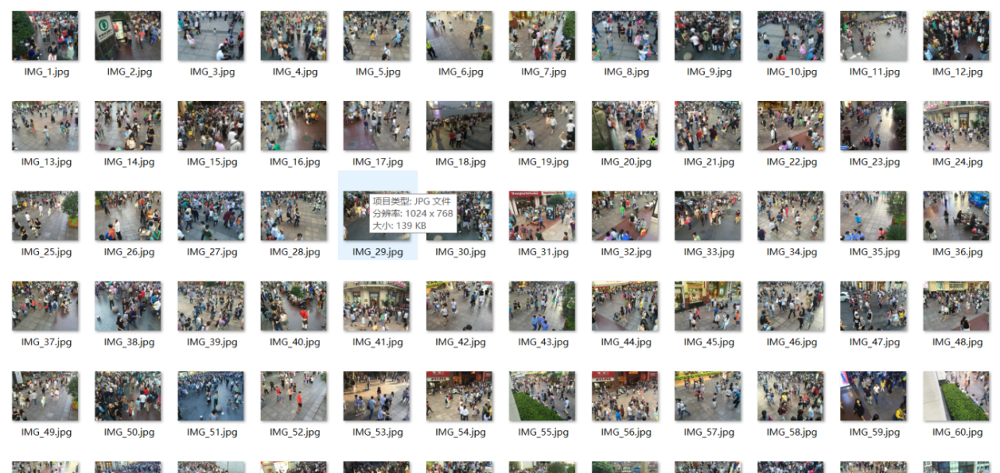 IMG_1.jpg IMG_2.jpg IMG_3.jpg IMG_4.jpg IMG_5.jpg IMG_6.jpg IMG_7.jpg IMG_8.jpg IMG_9.jpg IMG_10.jpg IMG_11.jpg IMG_12.jpg
IMG_13.jpg IMG_14.jpg IMG_15.jpg IMG_16.jpg IMG_17.jpg IMG_18.jpg IMG_19.jpg IMG_20.jpg IMG_21.jpg IMG_22.jpg IMG_23.jpg IMG_24.jpg
项目类型: JPG 文件
分辨率: 1024 x 768
大小: 139 KB
IMG_25.jpg IMG_26.jpg IMG_27.jpg IMG_28.jpg IMG_29.jpg IMG_30.jpg IMG_31.jpg IMG_32.jpg IMG_33.jpg IMG_34.jpg IMG_35.jpg IMG_36.jpg
IMG_37.jpg IMG_38.jpg IMG_39.jpg IMG_40.jpg IMG_41.jpg IMG_42.jpg IMG_43.jpg IMG_44.jpg IMG_45.jpg IMG_46.jpg IMG_47.jpg IMG_48.jpg
IMG_49.jpg IMG_50.jpg IMG_51.jpg IMG_52.jpg IMG_53.jpg IMG_54.jpg IMG_55.jpg IMG_56.jpg IMG_57.jpg IMG_58.jpg IMG_59.jpg IMG_60.jpg